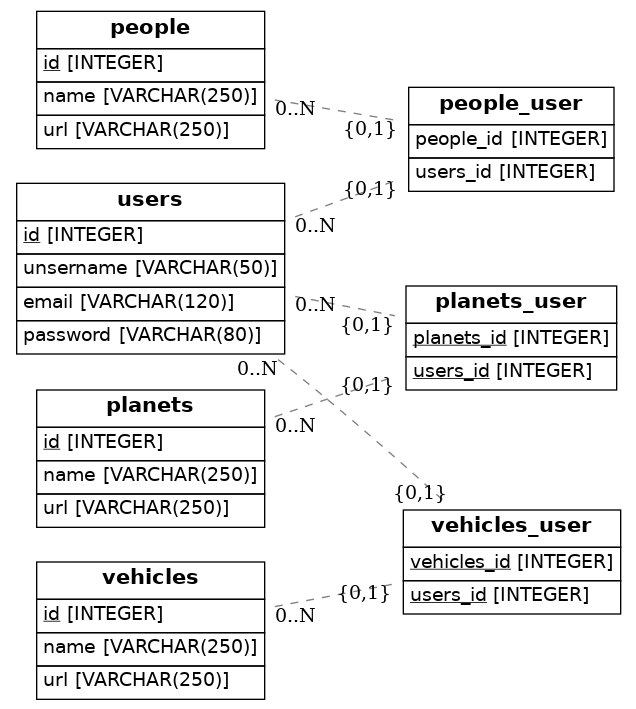 people
id [INTEGER]
name [VARCHAR(250)]
url [VARCHAR(250)]
0..N
{0,1}
people_user
people_id [INTEGER]
users_id [INTEGER]
users
id [INTEGER]
unsername [VARCHAR(50)]
email [VARCHAR(120)]
password [VARCHAR(80)]
{0,1}
0..N
0..N
{0,1}
0..N
planets_user
planets_id [INTEGER]
users_id [INTEGER]
planets
id [INTEGER]
name [VARCHAR(250)]
url [VARCHAR(250)]
{0,1}
0..N
{0,1}
vehicles_user
vehicles_id [INTEGER]
users_id [INTEGER]
vehicles
id [INTEGER]
name [VARCHAR(250)]
url [VARCHAR(250)]
{0,1}
0..N